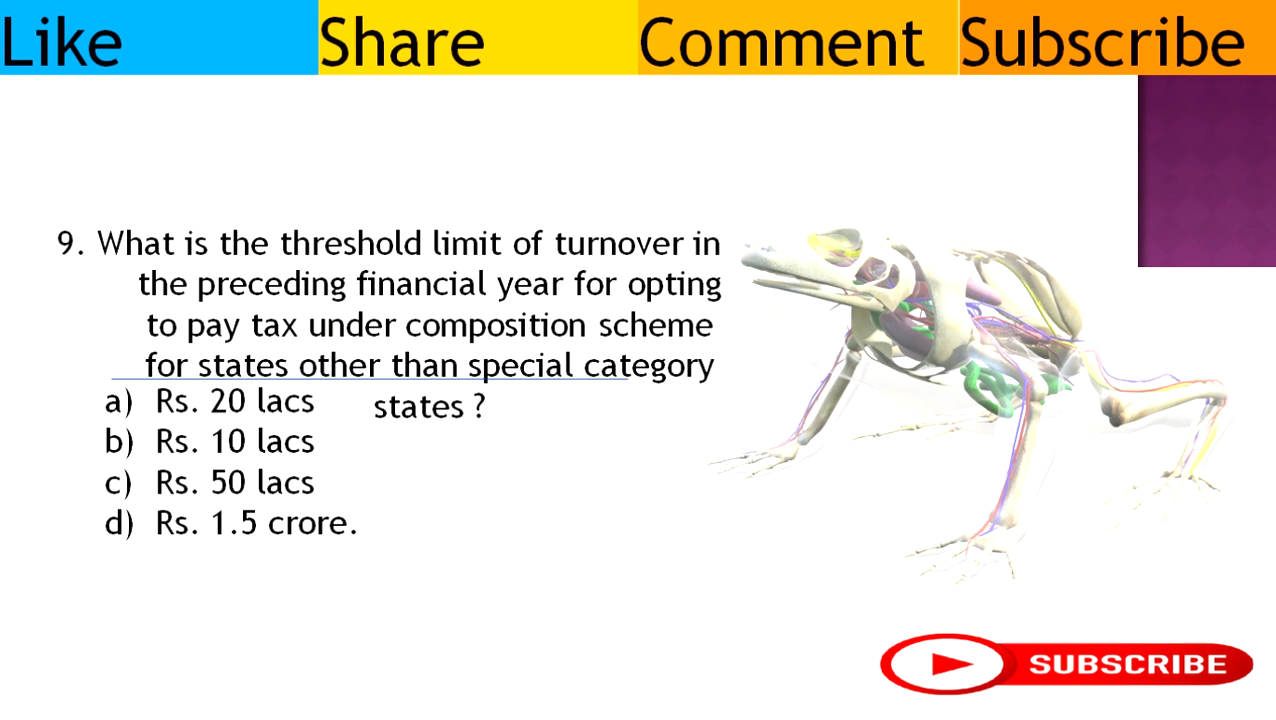 Like Share Comment Subscribe
9. What is the threshold limit of turnover in
the preceding financial year for opting
to pay tax under composition scheme
for states other than special category
states ?
a) Rs. 20 lacs
b) Rs. 10 lacs
c) Rs. 50 lacs
d) Rs. 1.5 crore.
SUBSCRIBE